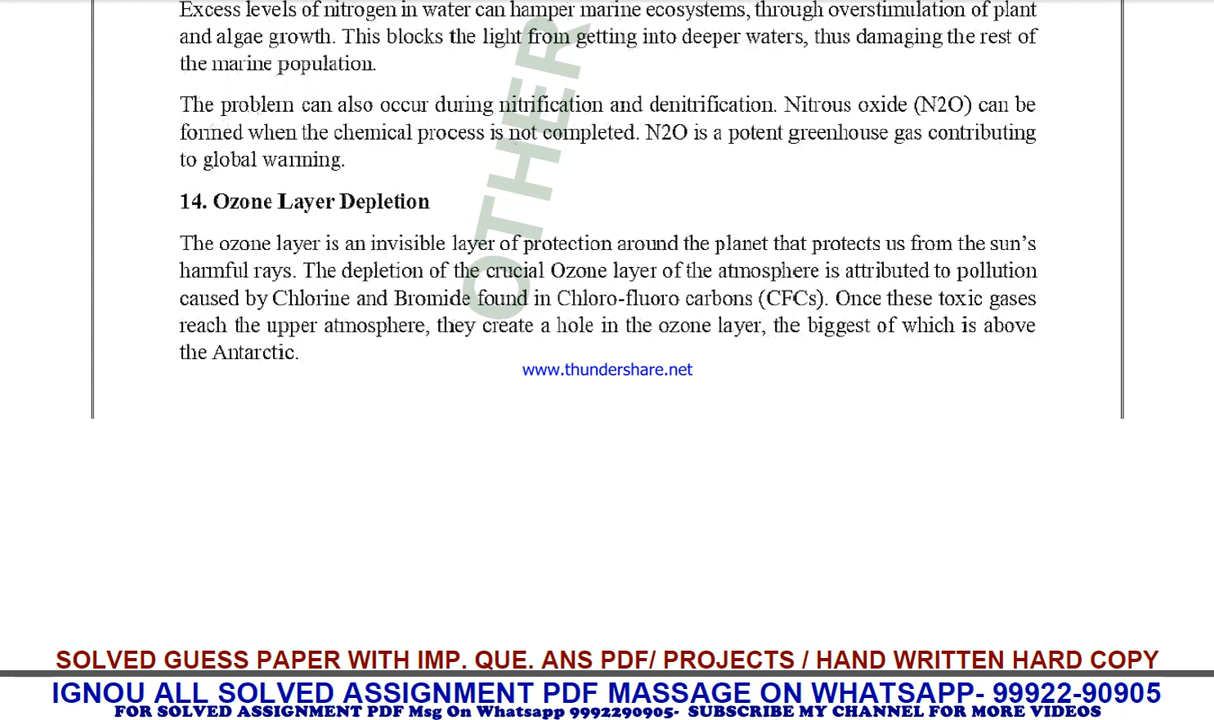 Excess levels of nitrogen in water can hamper marine ecosystems, through overstimulation of plant
and algae growth. This blocks the light from getting into deeper waters, thus damaging the rest of
the marine population.
The problem can also occur during nitrification and denitrification. Nitrous oxide (N2O) can be
formed when the chemical process is not completed. N2O is a potent greenhouse gas contributing
to global warming.
14. Ozone Layer Depletion
The ozone layer is an invisible layer of protection around the planet that protects us from the sun's
harmful rays. The depletion of the crucial Ozone layer of the atmosphere is attributed to pollution
caused by Chlorine and Bromide found in Chloro-fluoro carbons (CFCs). Once these toxic gases
reach the upper atmosphere, they create a hole in the ozone layer, the biggest of which is above
the Antarctic.
www.thundershare.net
OTHER
SOLVED GUESS PAPER WITH IMP. QUE. ANS PDF/ PROJECTS / HAND WRITTEN HARD COPY
IGNOU ALL SOLVED ASSIGNMENT PDF MASSAGE ON WHATSAPP- 99922-90905
FOR SOLVED ASSIGNMENT PDF Msg On Whatsapp 9992290905- SUBSCRIBE MY CHANNEL FOR MORE VIDEOS